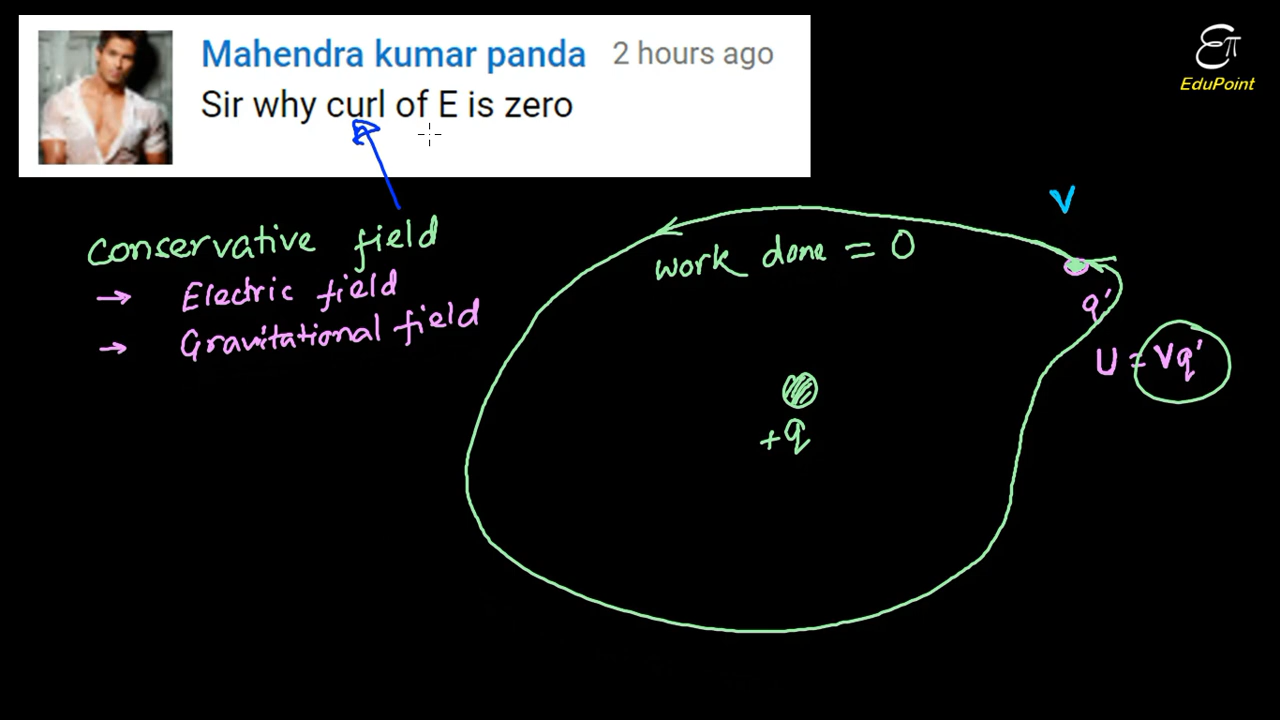 Mahendra kumar panda 2 hours ago
Sir why curl of E is zero
Eπ
EduPoint
conservative field
→ Electric field
→ Gravitational field
work done = 0
V
q'
U = Vq'
+q